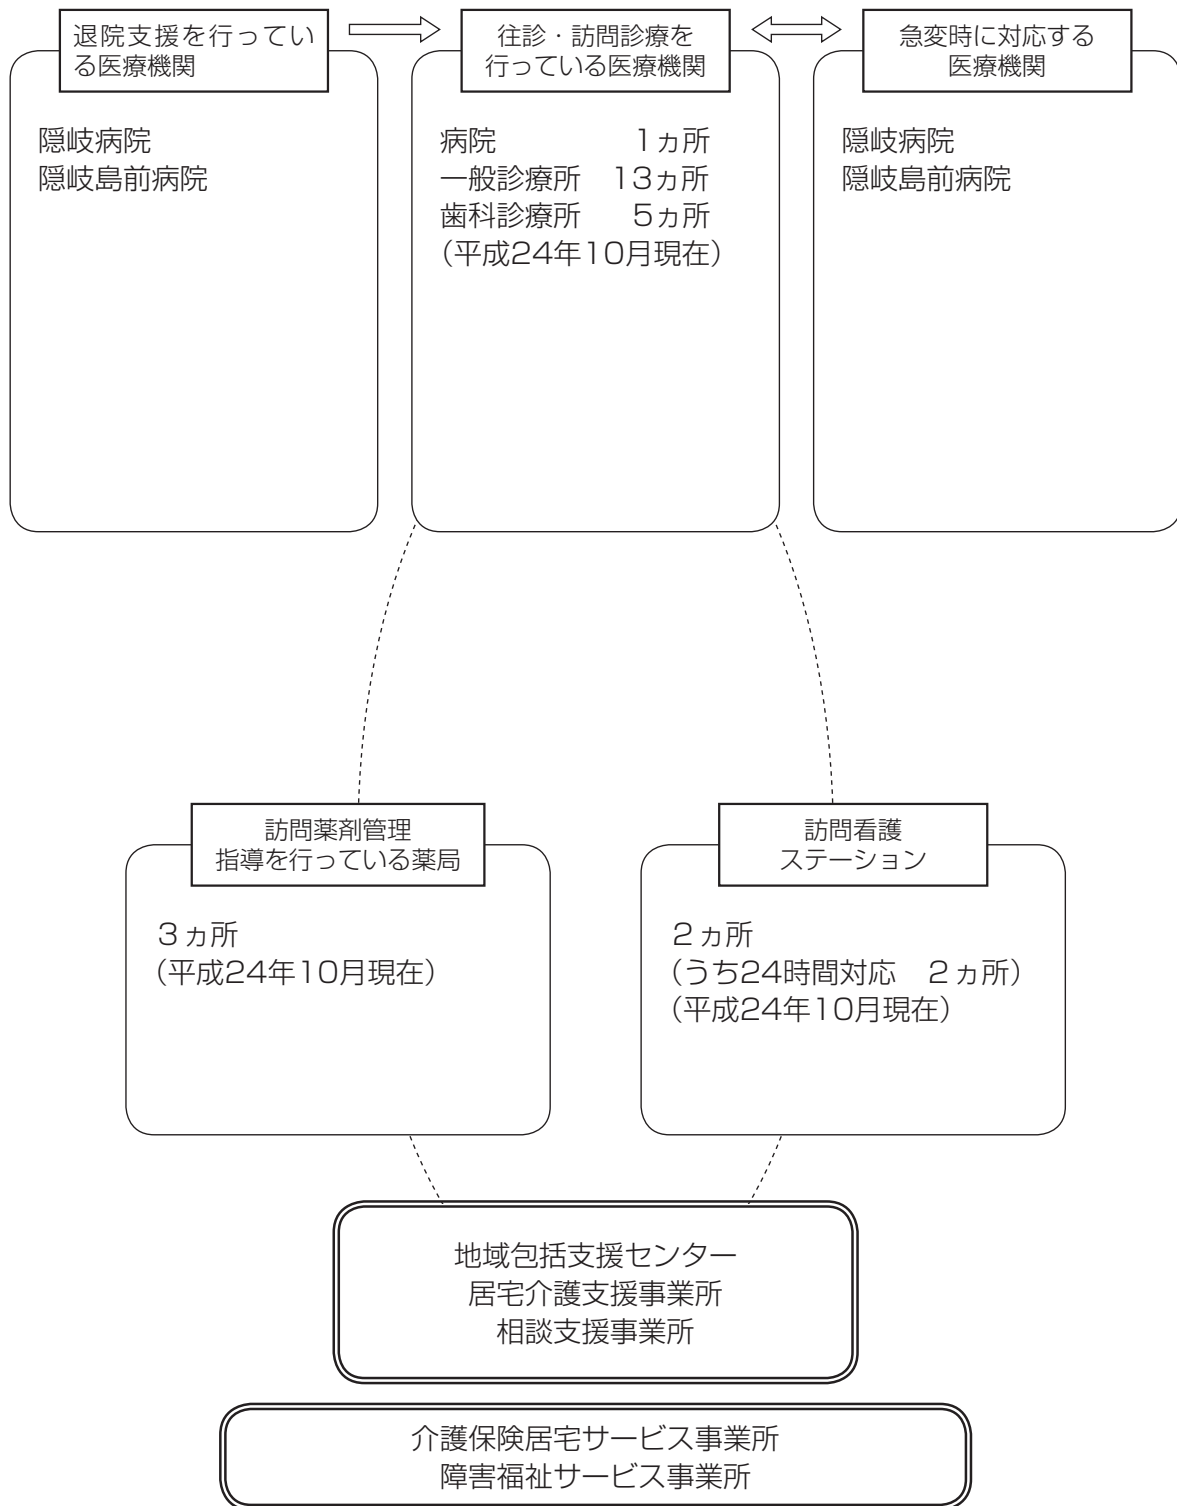 退院支援を行ってい
る医療機関
隠岐病院
隠岐島前病院
往診・訪問診療を
行っている医療機関
病院 1ヵ所
一般診療所 13ヵ所
歯科診療所 5ヵ所
（平成24年10月現在）
急変時に対応する
医療機関
隠岐病院
隠岐島前病院
訪問薬剤管理
指導を行っている薬局
3ヵ所
（平成24年10月現在）
訪問看護
ステーション
2ヵ所
（うち24時間対応 2ヵ所）
（平成24年10月現在）
地域包括支援センター
居宅介護支援事業所
相談支援事業所
介護保険居宅サービス事業所
障害福祉サービス事業所